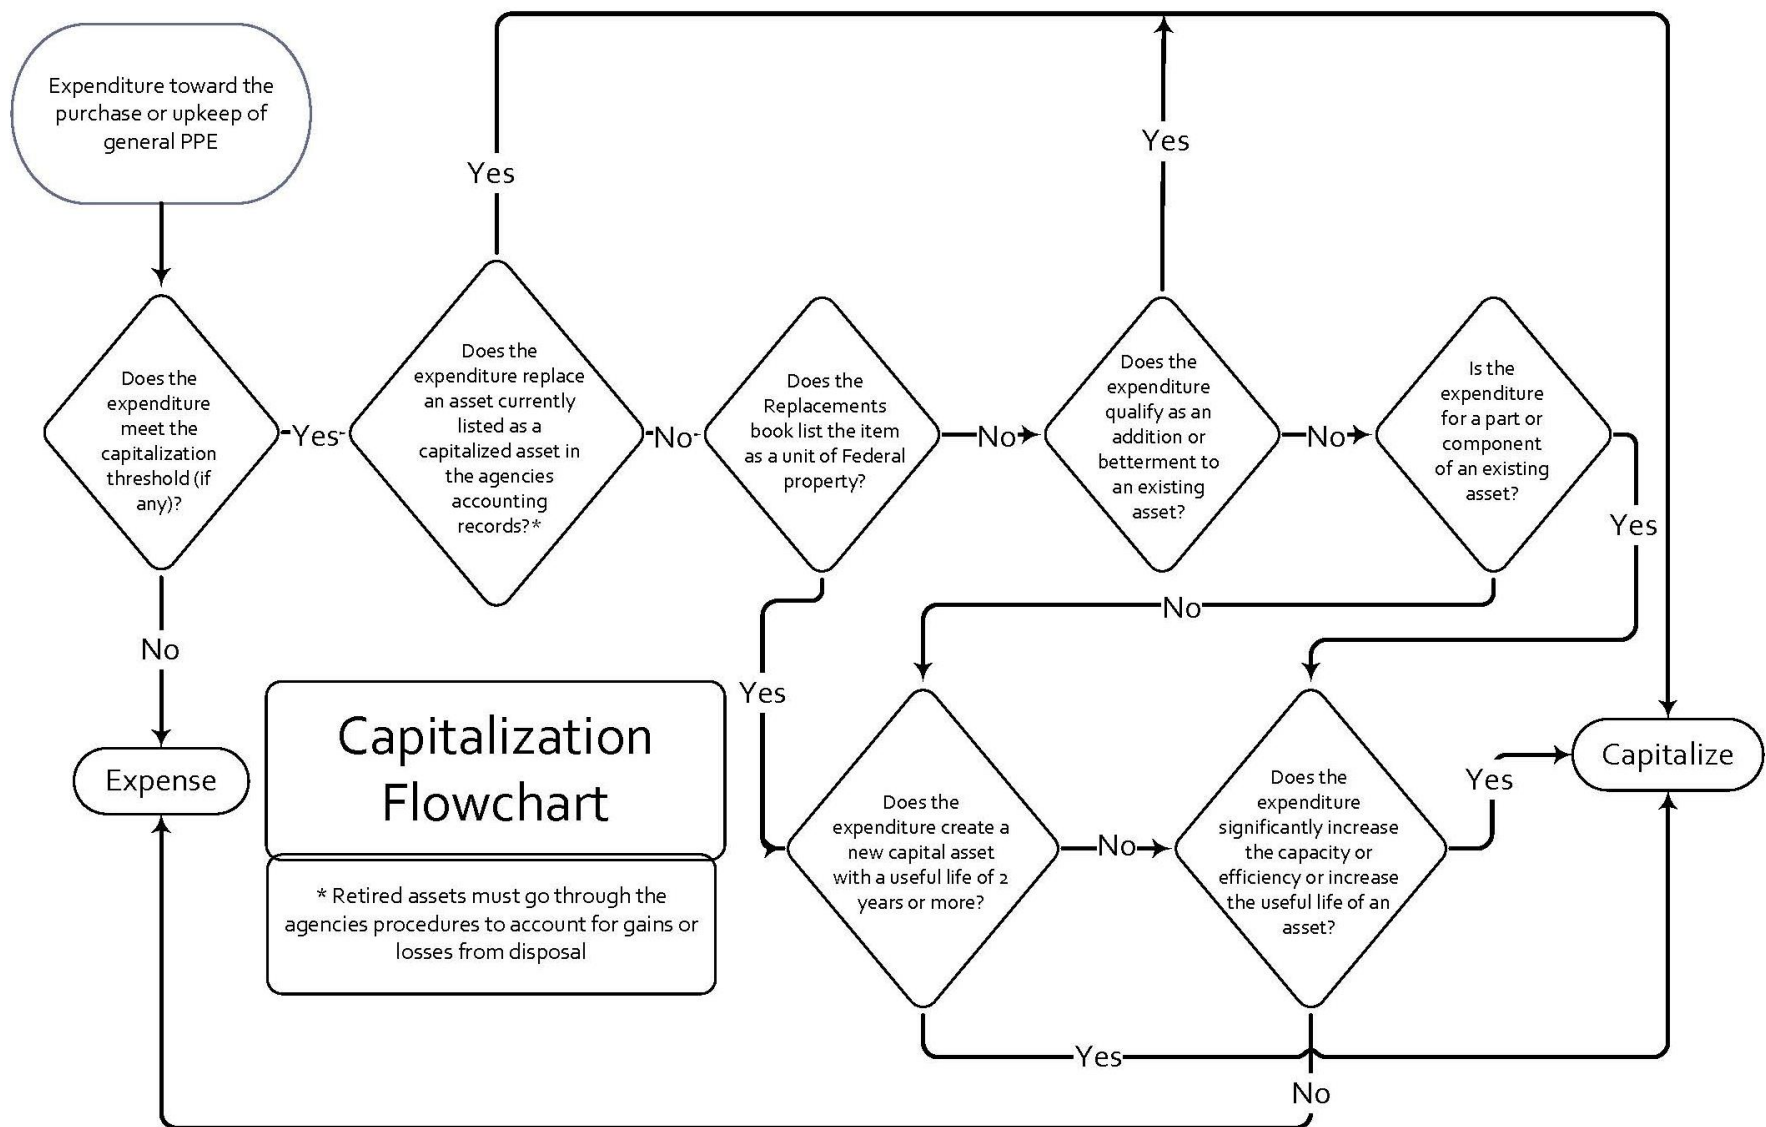 Expenditure toward the
purchase or upkeep of
general PPE
Does the
expenditure
meet the
capitalization
threshold (if
any)?
Yes
No
Expense
Does the
expenditure replace
an asset currently
listed as a
capitalized asset in
the agencies
accounting
records?*
Yes
No
Does the
Replacements
book list the item
as a unit of Federal
property?
No
Yes
Does the
expenditure
qualify as an
addition or
betterment to
an existing
asset?
Yes
No
Is the
expenditure
for a part or
component
of an existing
asset?
Yes
No
Does the
expenditure create a
new capital asset
with a useful life of 2
years or more?
No
Yes
Does the
expenditure
significantly increase
the capacity or
efficiency or increase
the useful life of an
asset?
Yes
No
Capitalize
Capitalization
Flowchart
* Retired assets must go through the
agencies procedures to account for gains or
losses from disposal